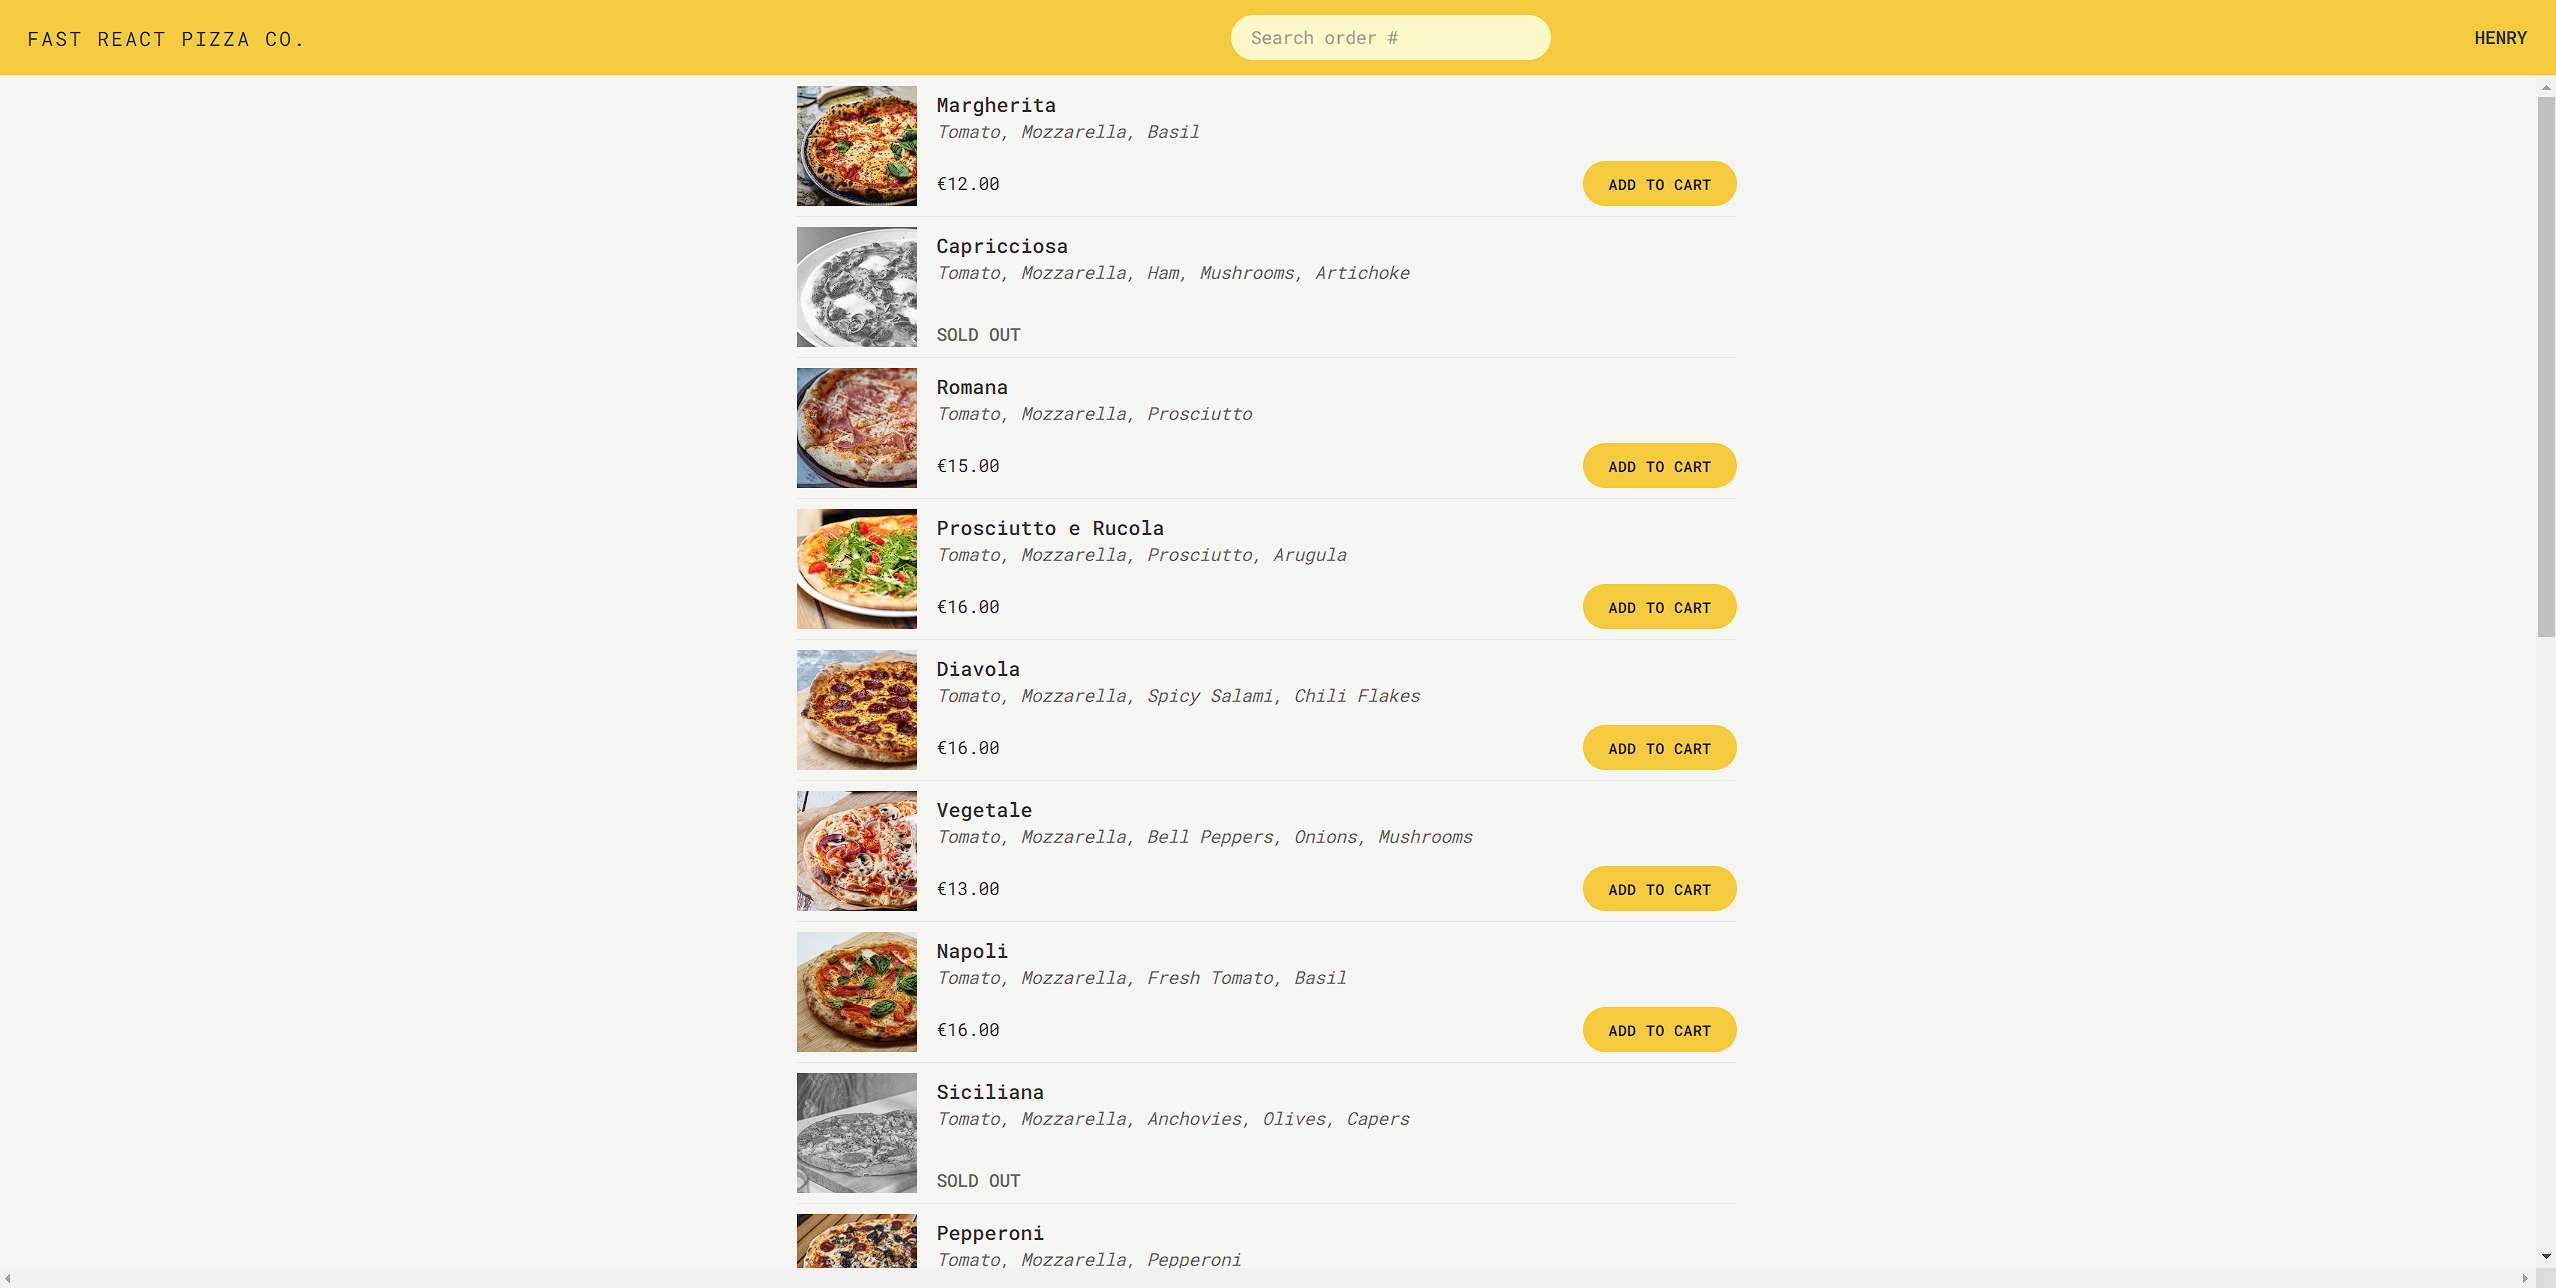 FAST REACT PIZZA CO.
Search order #
HENRY
Margherita
Tomato, Mozzarella, Basil
€12.00
ADD TO CART
Capricciosa
Tomato, Mozzarella, Ham, Mushrooms, Artichoke
SOLD OUT
Romana
Tomato, Mozzarella, Prosciutto
€15.00
ADD TO CART
Prosciutto e Rucola
Tomato, Mozzarella, Prosciutto, Arugula
€16.00
ADD TO CART
Diavola
Tomato, Mozzarella, Spicy Salami, Chili Flakes
€16.00
ADD TO CART
Vegetale
Tomato, Mozzarella, Bell Peppers, Onions, Mushrooms
€13.00
ADD TO CART
Napoli
Tomato, Mozzarella, Fresh Tomato, Basil
€16.00
ADD TO CART
Siciliana
Tomato, Mozzarella, Anchovies, Olives, Capers
SOLD OUT
Pepperoni
Tomato, Mozzarella, Pepperoni